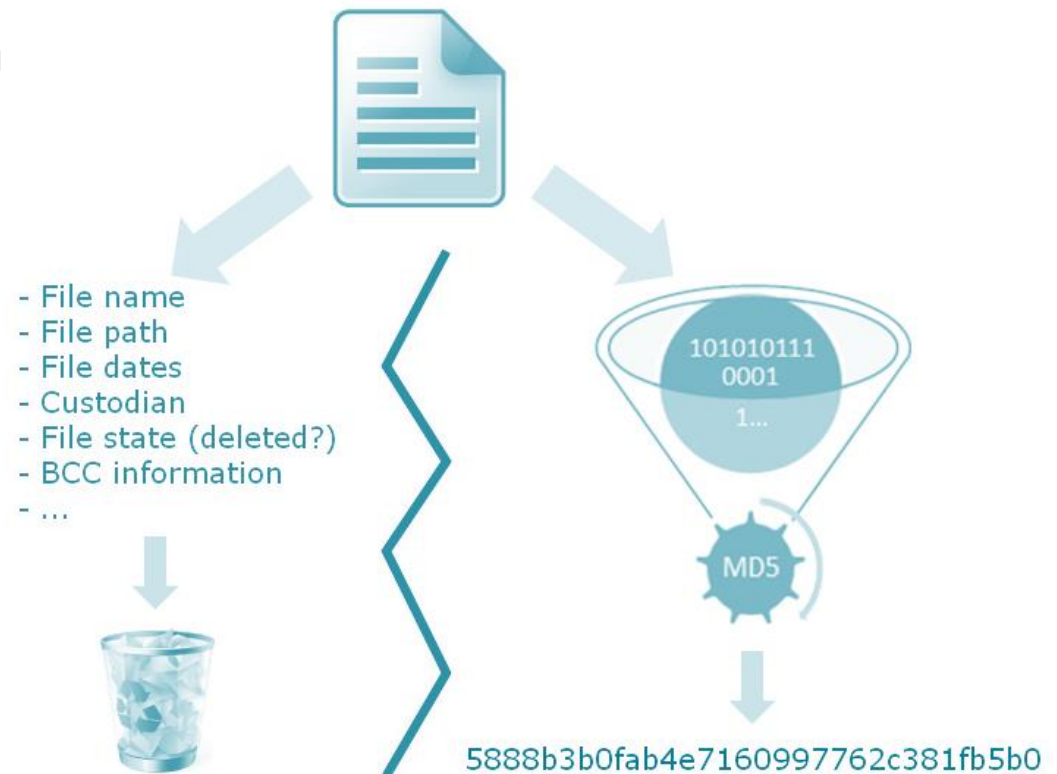 - File name
- File path
- File dates
- Custodian
- File state (deleted?)
- BCC information
- ...
101010111
0001
1...
MD5
5888b3b0fab4e7160997762c381fb5b0